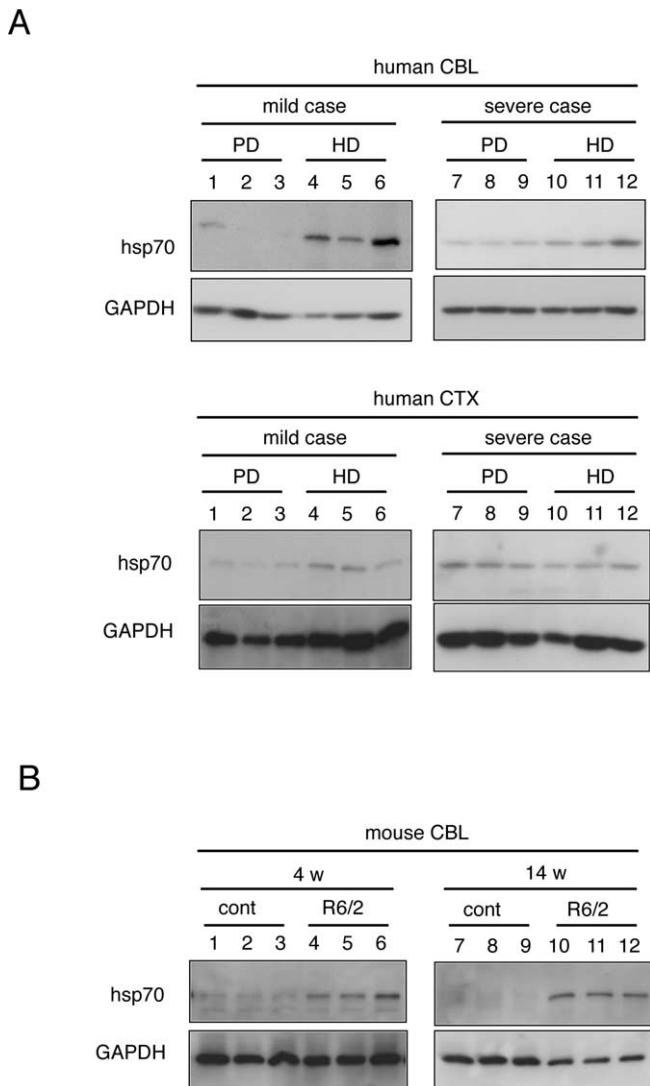 A
human CBL
mild case severe case
PD HD PD HD
1 2 3 4 5 6 7 8 9 10 11 12
hsp70
GAPDH
human CTX
mild case severe case
PD HD PD HD
1 2 3 4 5 6 7 8 9 10 11 12
hsp70
GAPDH
B
mouse CBL
4 w 14 w
cont R6/2 cont R6/2
1 2 3 4 5 6 7 8 9 10 11 12
hsp70
GAPDH